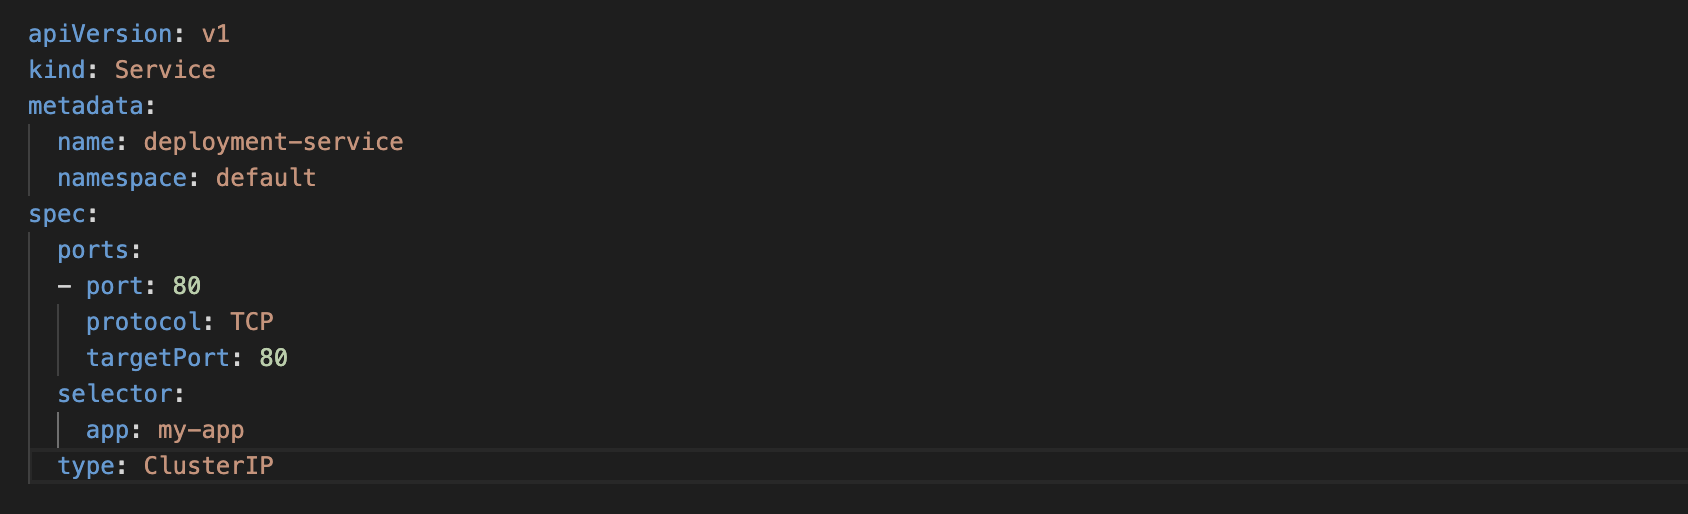 apiVersion: v1
kind: Service
metadata:
  name: deployment-service
  namespace: default
spec:
  ports:
  - port: 80
    protocol: TCP
    targetPort: 80
  selector:
    app: my-app
  type: ClusterIP